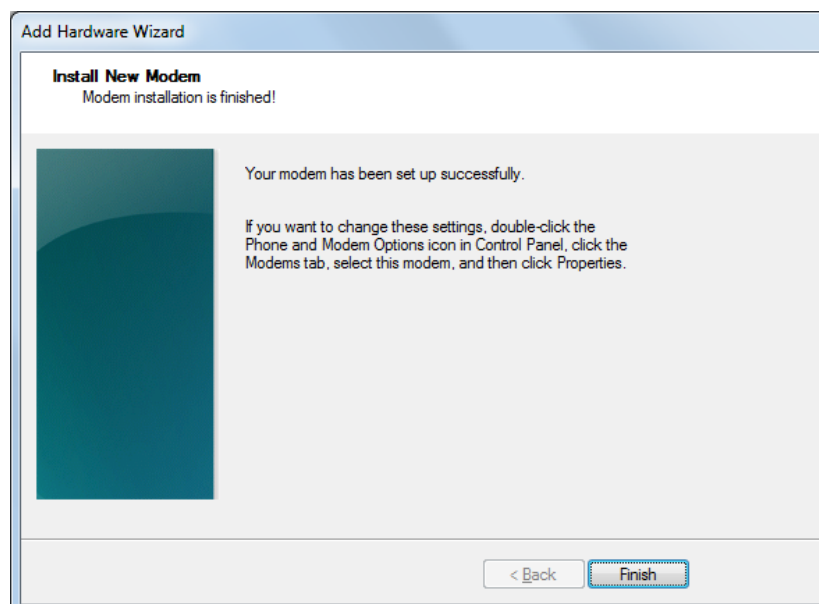 Add Hardware Wizard
Install New Modem
Modem installation is finished!
Your modem has been set up successfully.
If you want to change these settings, double-click the
Phone and Modem Options icon in Control Panel, click the
Modems tab, select this modem, and then click Properties.
< Back
Finish